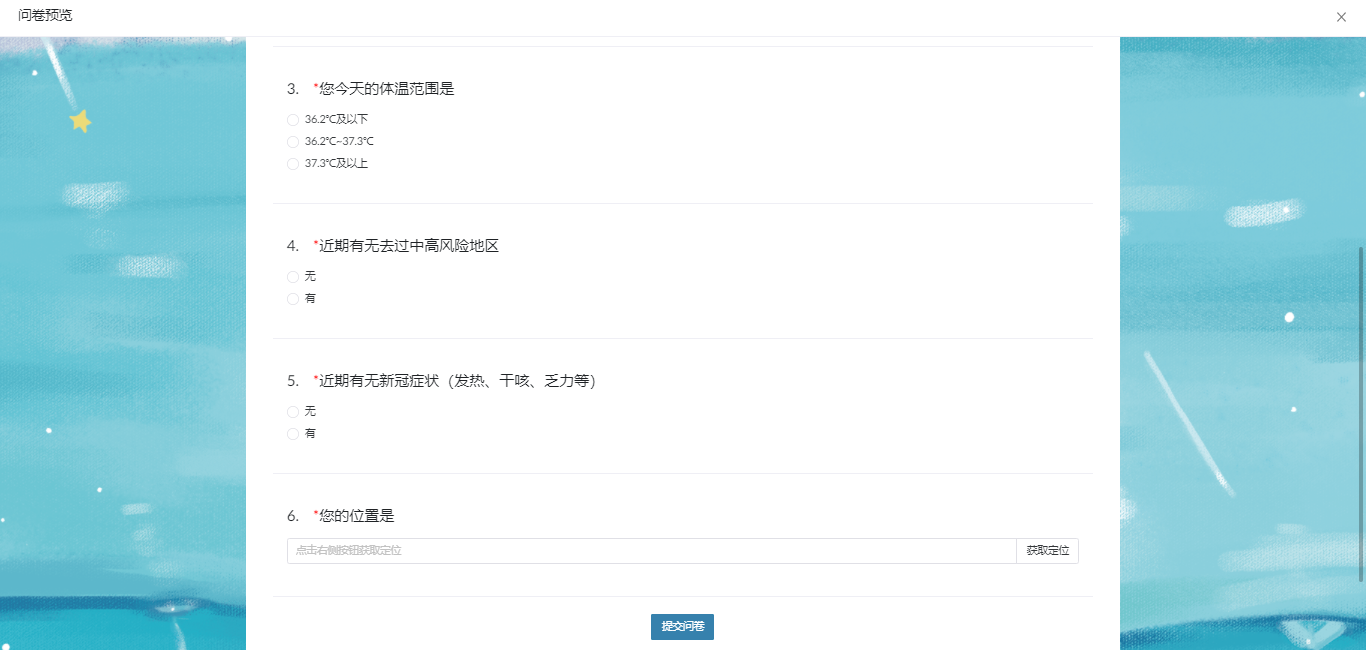 问卷预览
3. *您今天的体温范围是
36.2℃及以下
36.2℃~37.3℃
37.3℃及以上
4. *近期有无去过中高风险地区
无
有
5. *近期有无新冠症状（发热、干咳、乏力等）
无
有
6. *您的位置是
点击右侧按钮获取定位 获取定位
提交问卷